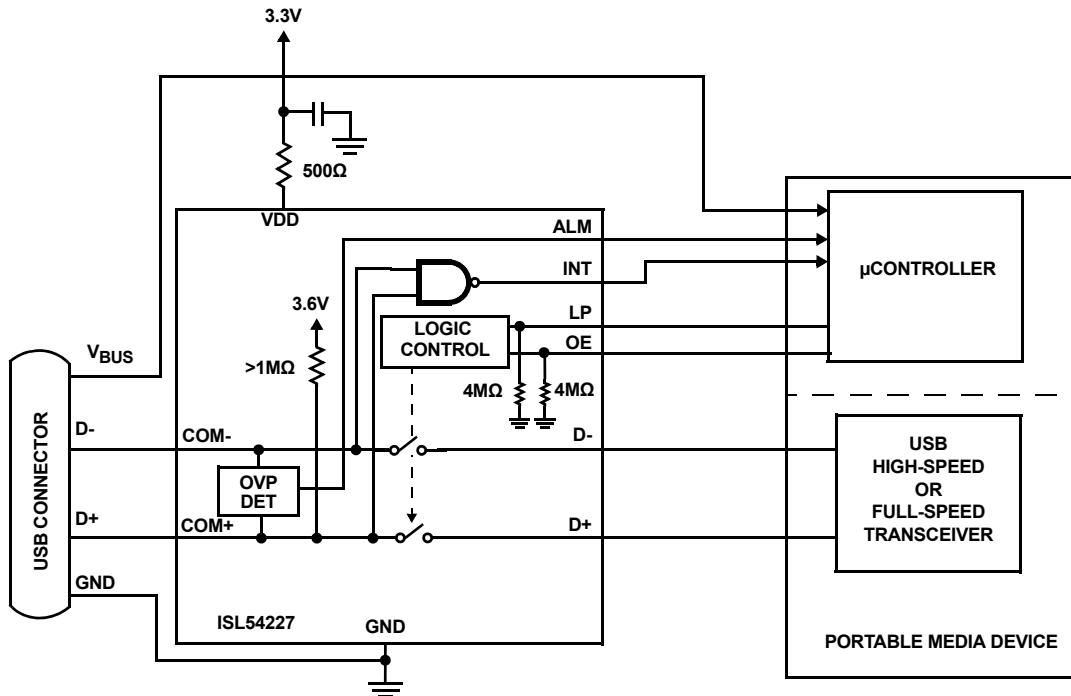 3.3V
500Ω
VDD
ALM
INT
µCONTROLLER
3.6V
LOGIC
CONTROL
LP
OE
>1MΩ
4MΩ
4MΩ
VBUS
USB CONNECTOR
D-
COM-
D-
OVP
DET
D+
COM+
D+
USB
HIGH-SPEED
OR
FULL-SPEED
TRANSCEIVER
GND
ISL54227
GND
PORTABLE MEDIA DEVICE